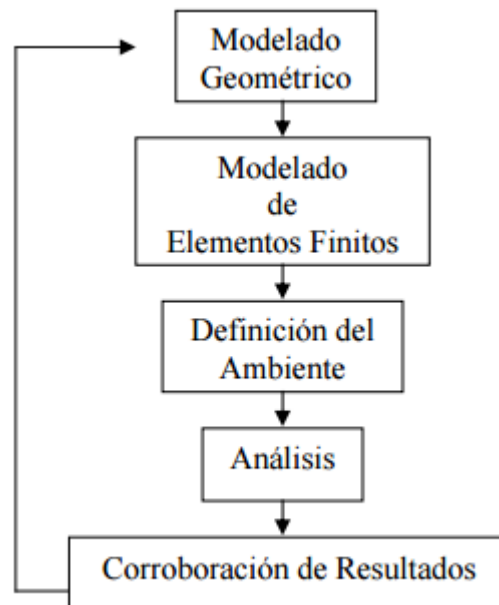 Modelado
Geométrico
Modelado
de
Elementos Finitos
Definición del
Ambiente
Análisis
Corroboración de Resultados